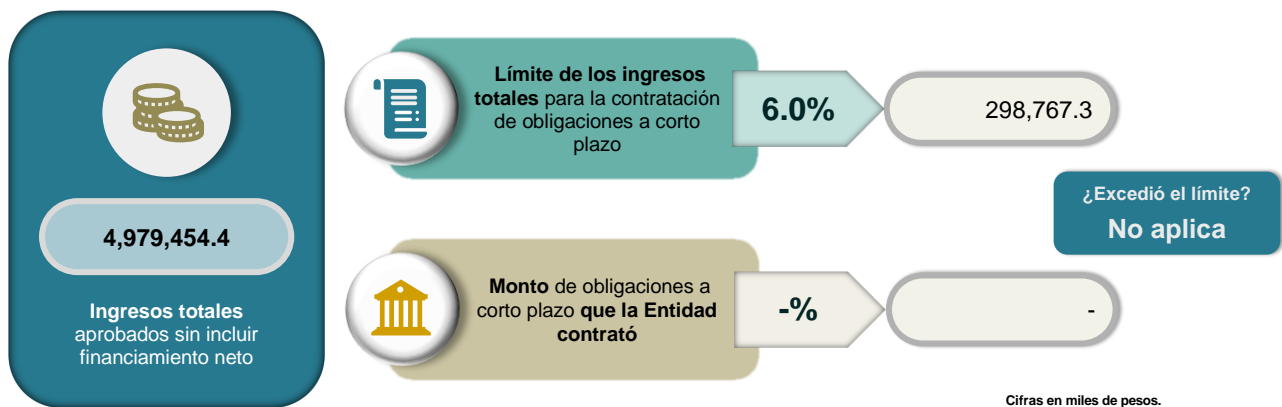 4,979,454.4
Ingresos totales
aprobados sin incluir
financiamiento neto
Límite de los ingresos
totales para la contratación
de obligaciones a corto
plazo
6.0%
298,767.3
Monto de obligaciones a
corto plazo que la Entidad
contrató
-%
-
¿Excedió el límite?
No aplica
Cifras en miles de pesos.